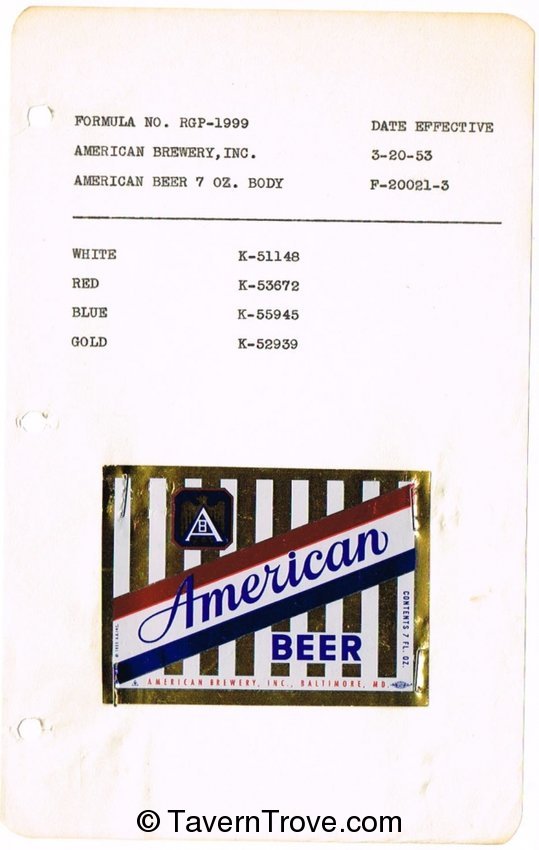 FORMULA NO. RGP-1999
DATE EFFECTIVE
AMERICAN BREWERY, INC.
3-20-53
AMERICAN BEER 7 OZ. BODY
F-20021-3
WHITE K-51148
RED K-53672
BLUE K-55945
GOLD K-52939
A
American
BEER
CONTENTS 7 FL. OZ.
AMERICAN BREWERY, INC., BALTIMORE, MD.
© TavernTrove.com